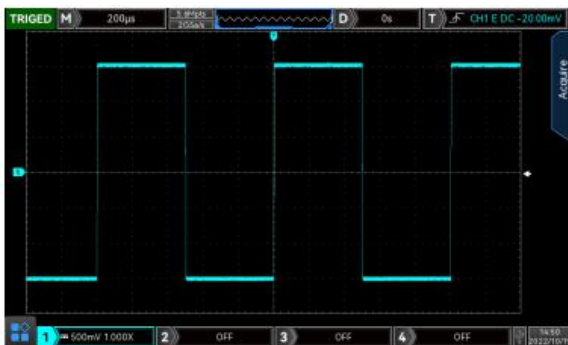 TRIGED M 200μs D 0s T CH1 E DC -20.00mV
Acquire
1 500mV 1.000X 2 OFF 3 OFF 4 OFF
14:50